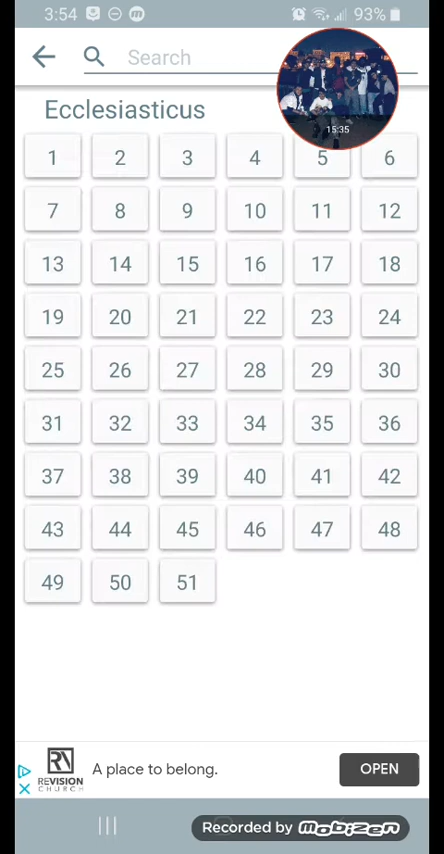 3:54 93%
Search
15:35
Ecclesiasticus
1 2 3 4 5 6
7 8 9 10 11 12
13 14 15 16 17 18
19 20 21 22 23 24
25 26 27 28 29 30
31 32 33 34 35 36
37 38 39 40 41 42
43 44 45 46 47 48
49 50 51
REVISION
CHURCH
A place to belong.
OPEN
Recorded by MOBIZEN